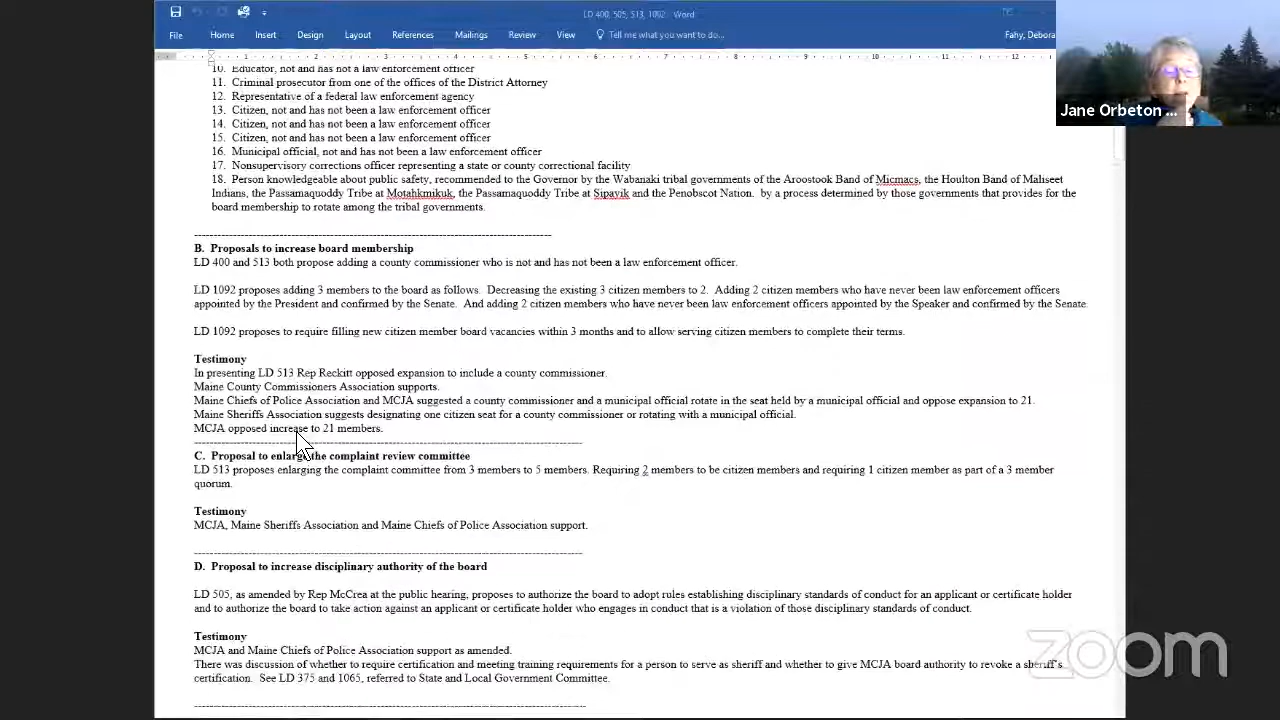 LD 400, 505, 513, 1092 - Word
File Home Insert Design Layout References Mailings Review View Tell me what you want to do... Fahy, Debora
1 2 3 4 5 6 7 8 9 10 11 12
Jane Orbeton ...
10. Educator, not and has not a law enforcement officer
11. Criminal prosecutor from one of the offices of the District Attorney
12. Representative of a federal law enforcement agency
13. Citizen, not and has not been a law enforcement officer
14. Citizen, not and has not been a law enforcement officer
15. Citizen, not and has not been a law enforcement officer
16. Municipal official, not and has not been a law enforcement officer
17. Nonsupervisory corrections officer representing a state or county correctional facility
18. Person knowledgeable about public safety, recommended to the Governor by the Wabanaki tribal governments of the Aroostook Band of Micmacs, the Houlton Band of Maliseet
Indians, the Passamaquoddy Tribe at Motahkmikuk, the Passamaquoddy Tribe at Sipayik and the Penobscot Nation. by a process determined by those governments that provides for the
board membership to rotate among the tribal governments.
B. Proposals to increase board membership
LD 400 and 513 both propose adding a county commissioner who is not and has not been a law enforcement officer.
LD 1092 proposes adding 3 members to the board as follows. Decreasing the existing 3 citizen members to 2. Adding 2 citizen members who have never been law enforcement officers
appointed by the President and confirmed by the Senate. And adding 2 citizen members who have never been law enforcement officers appointed by the Speaker and confirmed by the Senate.
LD 1092 proposes to require filling new citizen member board vacancies within 3 months and to allow serving citizen members to complete their terms.
Testimony
In presenting LD 513 Rep Reckitt opposed expansion to include a county commissioner.
Maine County Commissioners Association supports.
Maine Chiefs of Police Association and MCJA suggested a county commissioner and a municipal official rotate in the seat held by a municipal official and oppose expansion to 21.
Maine Sheriffs Association suggests designating one citizen seat for a county commissioner or rotating with a municipal official.
MCJA opposed increase to 21 members.
C. Proposal to enlarge the complaint review committee
LD 513 proposes enlarging the complaint committee from 3 members to 5 members. Requiring 2 members to be citizen members and requiring 1 citizen member as part of a 3 member
quorum.
Testimony
MCJA, Maine Sheriffs Association and Maine Chiefs of Police Association support.
D. Proposal to increase disciplinary authority of the board
LD 505, as amended by Rep McCrea at the public hearing, proposes to authorize the board to adopt rules establishing disciplinary standards of conduct for an applicant or certificate holder
and to authorize the board to take action against an applicant or certificate holder who engages in conduct that is a violation of those disciplinary standards of conduct.
Testimony
MCJA and Maine Chiefs of Police Association support as amended.
There was discussion of whether to require certification and meeting training requirements for a person to serve as sheriff and whether to give MCJA board authority to revoke a sheriff's
certification. See LD 375 and 1065, referred to State and Local Government Committee.
zoom